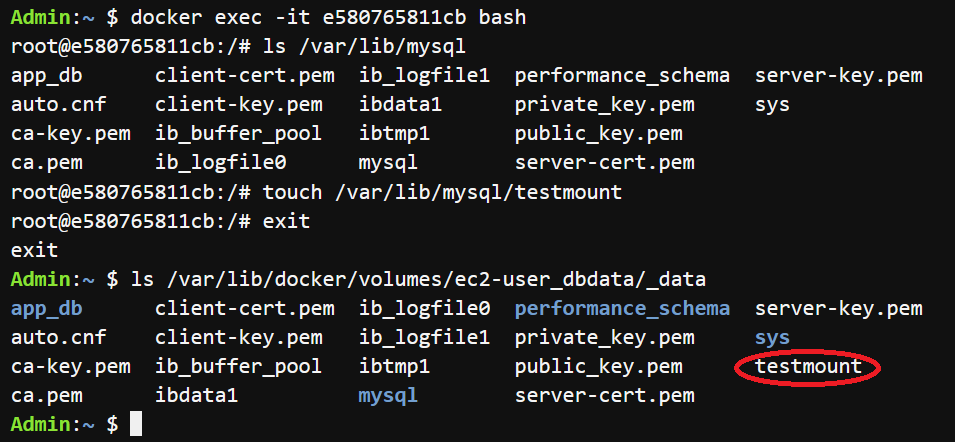 Admin:~ $ docker exec -it e580765811cb bash
root@e580765811cb:/# ls /var/lib/mysql
app_db client-cert.pem ib_logfile1 performance_schema server-key.pem
auto.cnf client-key.pem ibdata1 private_key.pem sys
ca-key.pem ib_buffer_pool ibtmp1 public_key.pem
ca.pem ib_logfile0 mysql server-cert.pem
root@e580765811cb:/# touch /var/lib/mysql/testmount
root@e580765811cb:/# exit
exit
Admin:~ $ ls /var/lib/docker/volumes/ec2-user_dbdata/_data
app_db client-cert.pem ib_logfile0 performance_schema server-key.pem
auto.cnf client-key.pem ib_logfile1 private_key.pem sys
ca-key.pem ib_buffer_pool ibtmp1 public_key.pem testmount
ca.pem ibdata1 mysql server-cert.pem
Admin:~ $